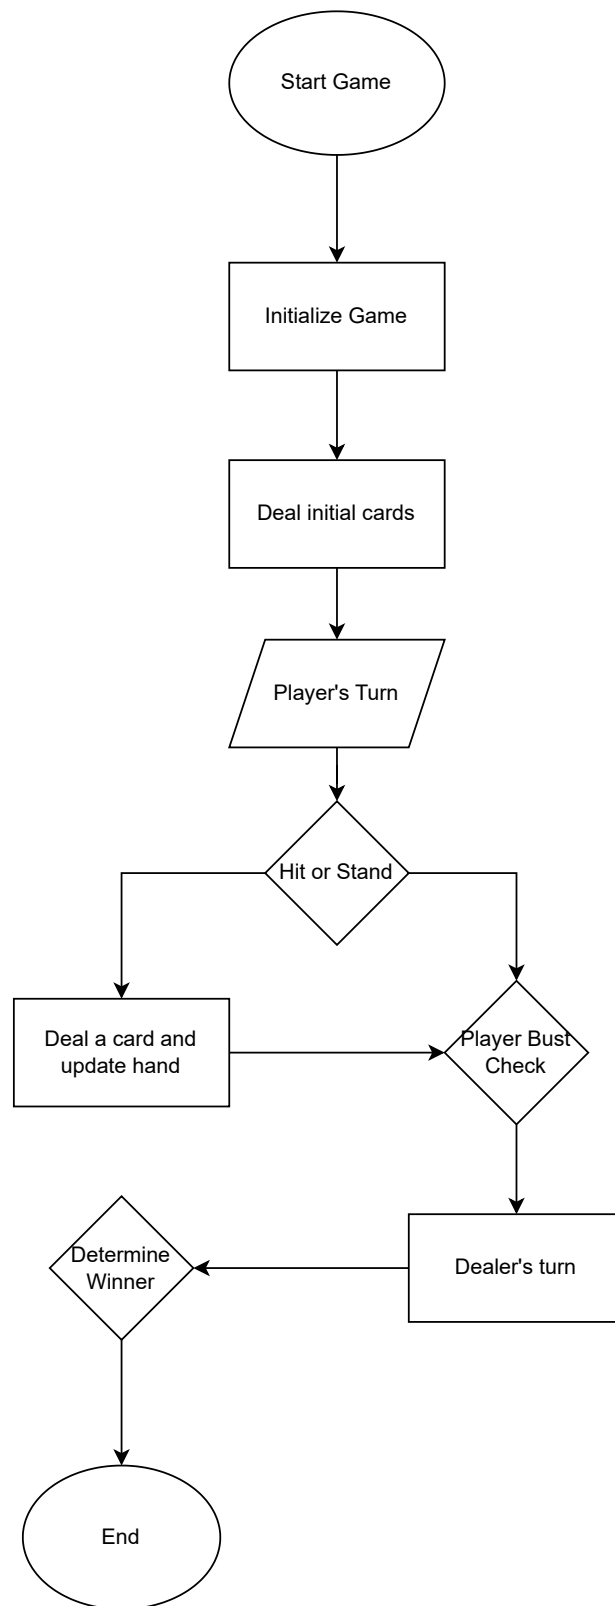 Start Game
Initialize Game
Deal initial cards
Player's Turn
Hit or Stand
Deal a card and
update hand
Player Bust
Check
Determine
Winner
Dealer's turn
End